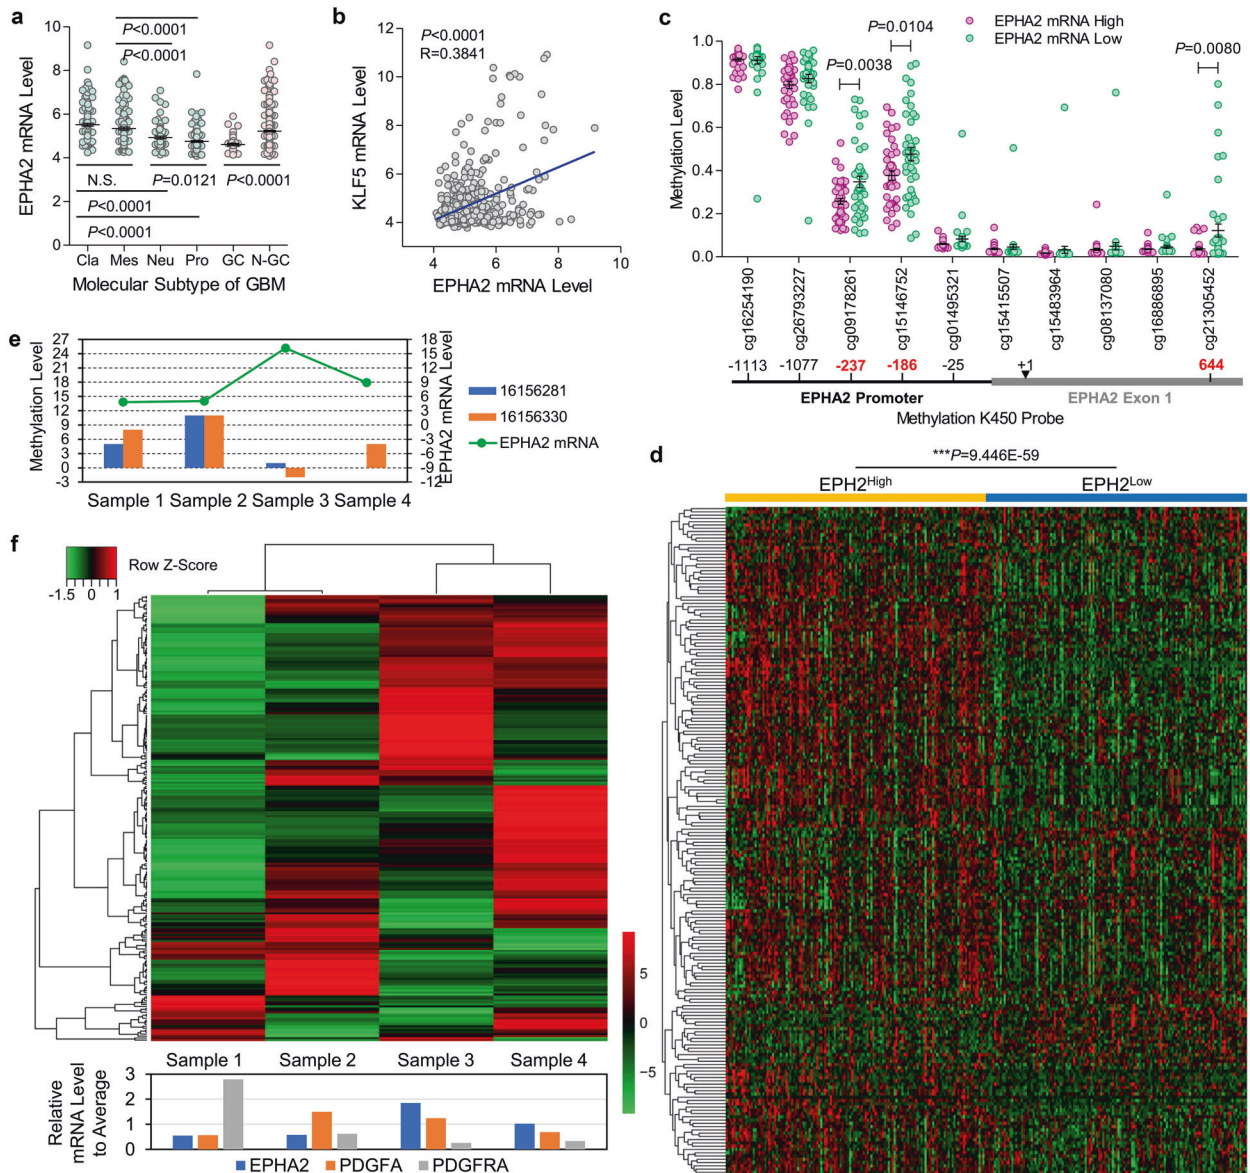 a
EPHA2 mRNA Level
10
8
6
4
2
0
P<0.0001
P<0.0001
N.S.
P=0.0121
P<0.0001
P<0.0001
P<0.0001
Cla Mes Neu Pro GC N-GC
Molecular Subtype of GBM
b
P<0.0001
R=0.3841
KLF5 mRNA Level
12
10
8
6
4
4 6 8 10
EPHA2 mRNA Level
c
EPHA2 mRNA High
EPHA2 mRNA Low
P=0.0104
P=0.0038
P=0.0080
Methylation Level
1.0
0.8
0.6
0.4
0.2
0.0
cg16254190
cg26793227
cg09178261
cg15146752
cg01495321
cg15415507
cg15483964
cg08137080
cg16886895
cg21305452
-1113 -1077 -237 -186 -25 +1 644
EPHA2 Promoter EPHA2 Exon 1
Methylation K450 Probe
e
Methylation Level
27
24
21
18
15
12
9
6
3
0
-3
18
15
12
9
6
3
0
-3
-6
-9
-12
EPHA2 mRNA Level
16156281
16156330
EPHA2 mRNA
Sample 1 Sample 2 Sample 3 Sample 4
d
***P=9.446E-59
EPH2High EPH2Low
f
Row Z-Score
-1.5 0 1
5
0
−5
Sample 1 Sample 2 Sample 3 Sample 4
Relative
mRNA Level
to Average
3
2
1
0
EPHA2 PDGFA PDGFRA